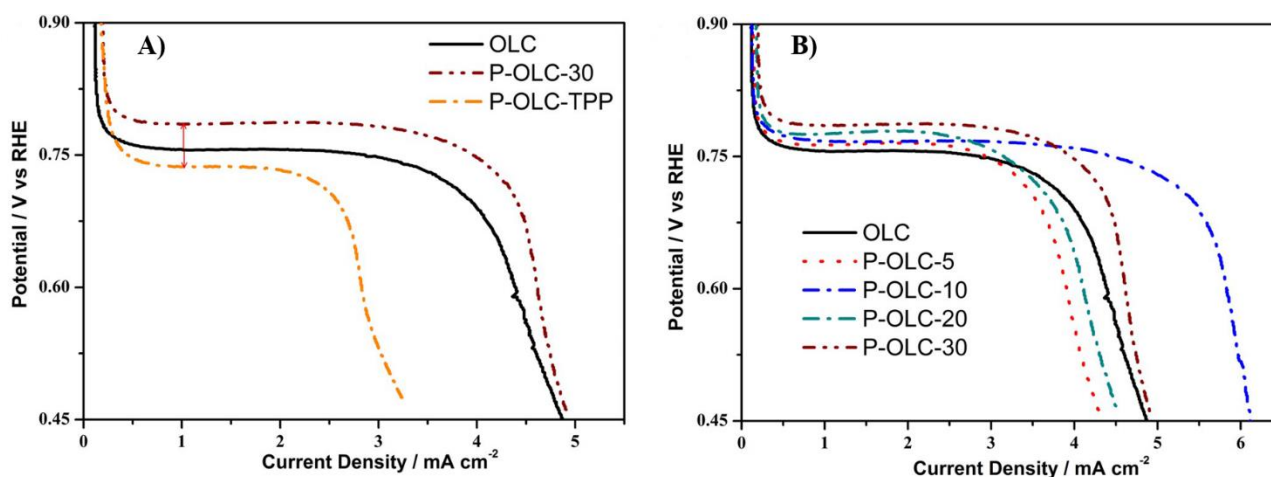 A)
OLC
P-OLC-30
P-OLC-TPP
0.90
0.75
0.60
0.45
Potential / V vs RHE
0 1 2 3 4 5
Current Density / mA cm⁻²
B)
0.90
0.75
0.60
0.45
Potential / V vs RHE
OLC
P-OLC-5
P-OLC-10
P-OLC-20
P-OLC-30
0 1 2 3 4 5 6
Current Density / mA cm⁻²